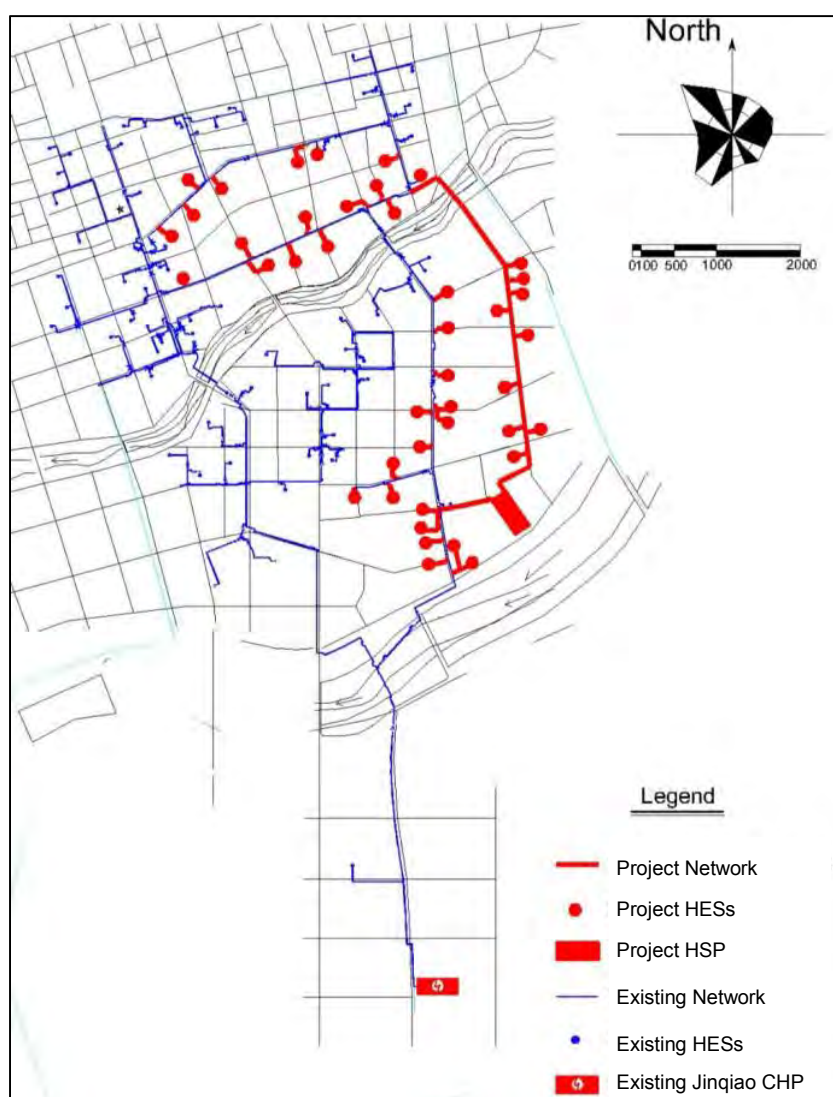 North
0100 500 1000 2000
Legend
Project Network
Project HESs
Project HSP
Existing Network
Existing HESs
Existing Jinqiao CHP